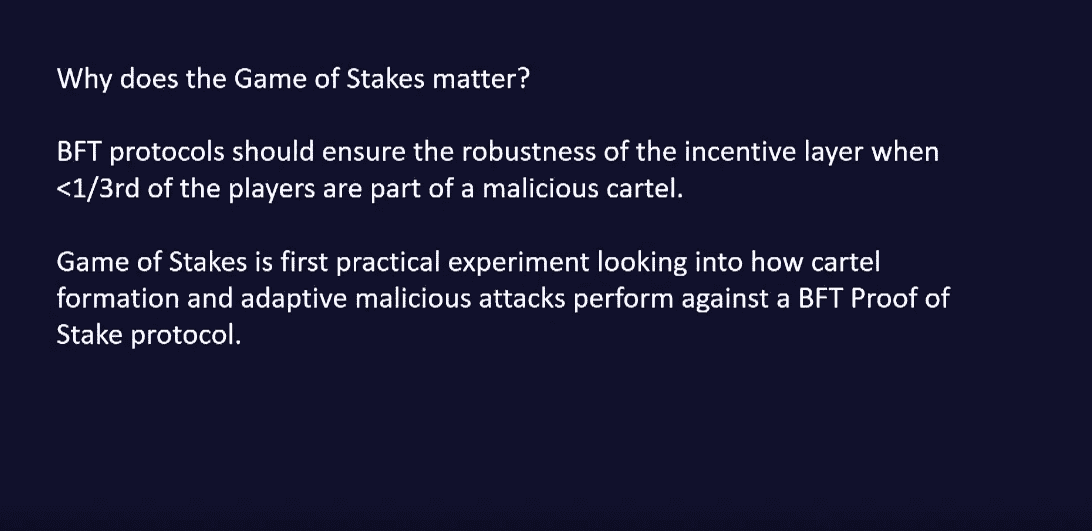 Why does the Game of Stakes matter?
BFT protocols should ensure the robustness of the incentive layer when
<1/3rd of the players are part of a malicious cartel.
Game of Stakes is first practical experiment looking into how cartel
formation and adaptive malicious attacks perform against a BFT Proof of
Stake protocol.